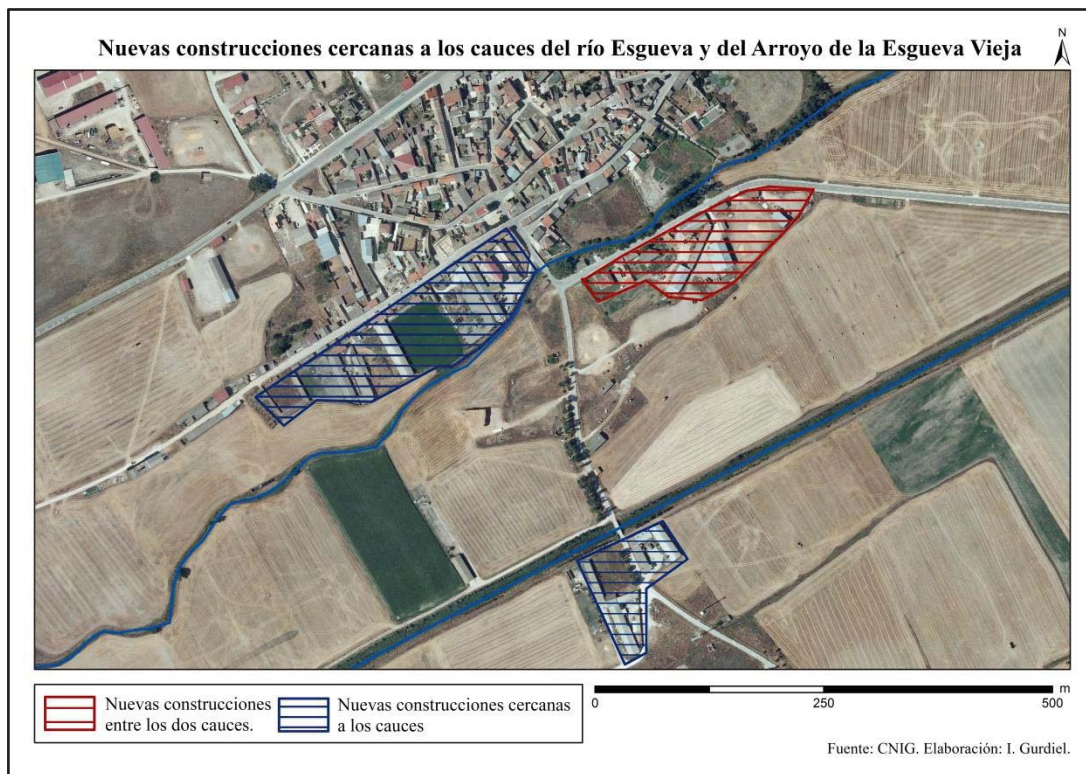 Nuevas construcciones cercanas a los cauces del río Esgueva y del Arroyo de la Esgueva Vieja
N
Nuevas construcciones
entre los dos cauces.
Nuevas construcciones cercanas
a los cauces
m
0
250
500
Fuente: CNIG. Elaboración: I. Gurdiel.